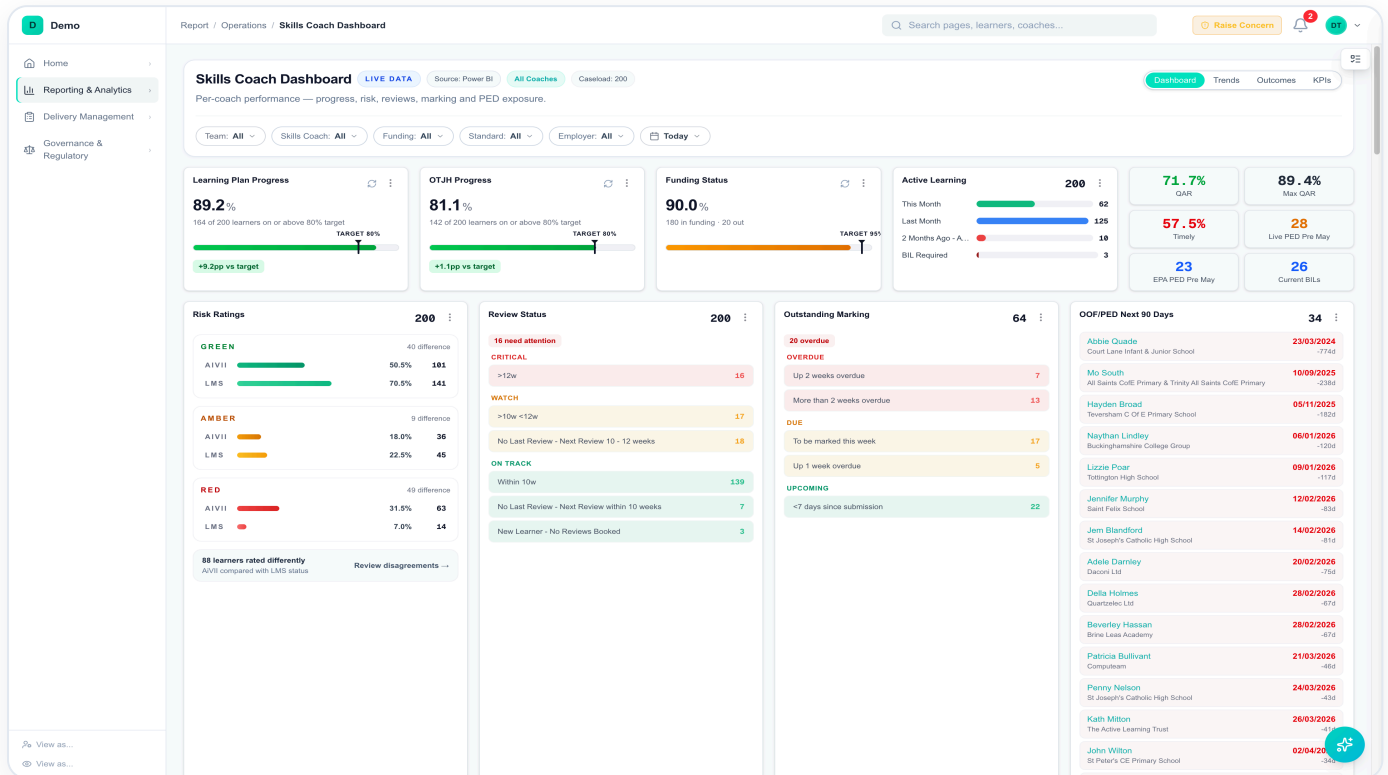 D Demo
Report / Operations / Skills Coach Dashboard
Search pages, learners, coaches...
Raise Concern
2
DT
Home
Reporting & Analytics
Delivery Management
Governance &
Regulatory
View as...
View as...
Skills Coach Dashboard LIVE DATA Source: Power BI All Coaches Caseload: 200
Dashboard Trends Outcomes KPIs
Per-coach performance — progress, risk, reviews, marking and PED exposure.
Team: All Skills Coach: All Funding: All Standard: All Employer: All Today
Learning Plan Progress
89.2%
164 of 200 learners on or above 80% target
TARGET 80%
+9.2pp vs target
OTJH Progress
81.1%
142 of 200 learners on or above 80% target
TARGET 80%
+1.1pp vs target
Funding Status
90.0%
180 in funding · 20 out
TARGET 95%
Active Learning 200
This Month 62
Last Month 125
2 Months Ago - A... 10
BIL Required 3
71.7%
QAR
89.4%
Max QAR
57.5%
Timely
28
Live PED Pre May
23
EPA PED Pre May
26
Current BILs
Risk Ratings 200
GREEN 40 difference
AIVII 50.5% 101
LMS 70.5% 141
AMBER 9 difference
AIVII 18.0% 36
LMS 22.5% 45
RED 49 difference
AIVII 31.5% 63
LMS 7.0% 14
88 learners rated differently
AiVII compared with LMS status
Review disagreements →
Review Status 200
16 need attention
CRITICAL
>12w 16
WATCH
>10w <12w 17
No Last Review - Next Review 10 - 12 weeks 18
ON TRACK
Within 10w 139
No Last Review - Next Review within 10 weeks 7
New Learner - No Reviews Booked 3
Outstanding Marking 64
20 overdue
OVERDUE
Up 2 weeks overdue 7
More than 2 weeks overdue 13
DUE
To be marked this week 17
Up 1 week overdue 5
UPCOMING
<7 days since submission 22
OOF/PED Next 90 Days 34
Abbie Quade 23/03/2024
Court Lane Infant & Junior School -774d
Mo South 10/09/2025
All Saints CofE Primary & Trinity All Saints CofE Primary -238d
Hayden Broad 05/11/2025
Teversham C Of E Primary School -182d
Naythan Lindley 06/01/2026
Buckinghamshire College Group -120d
Lizzie Poar 09/01/2026
Tottington High School -117d
Jennifer Murphy 12/02/2026
Saint Felix School -83d
Jem Blandford 14/02/2026
St Joseph's Catholic High School -81d
Adele Darnley 20/02/2026
Daconi Ltd -75d
Della Holmes 28/02/2026
Quartzelec Ltd -67d
Beverley Hassan 28/02/2026
Brine Leas Academy -67d
Patricia Bullivant 21/03/2026
Computeam -46d
Penny Nelson 24/03/2026
St Joseph's Catholic High School -43d
Kath Mitton 26/03/2026
The Active Learning Trust -41d
John Wilton 02/04/20
St Peter's CE Primary School -34d